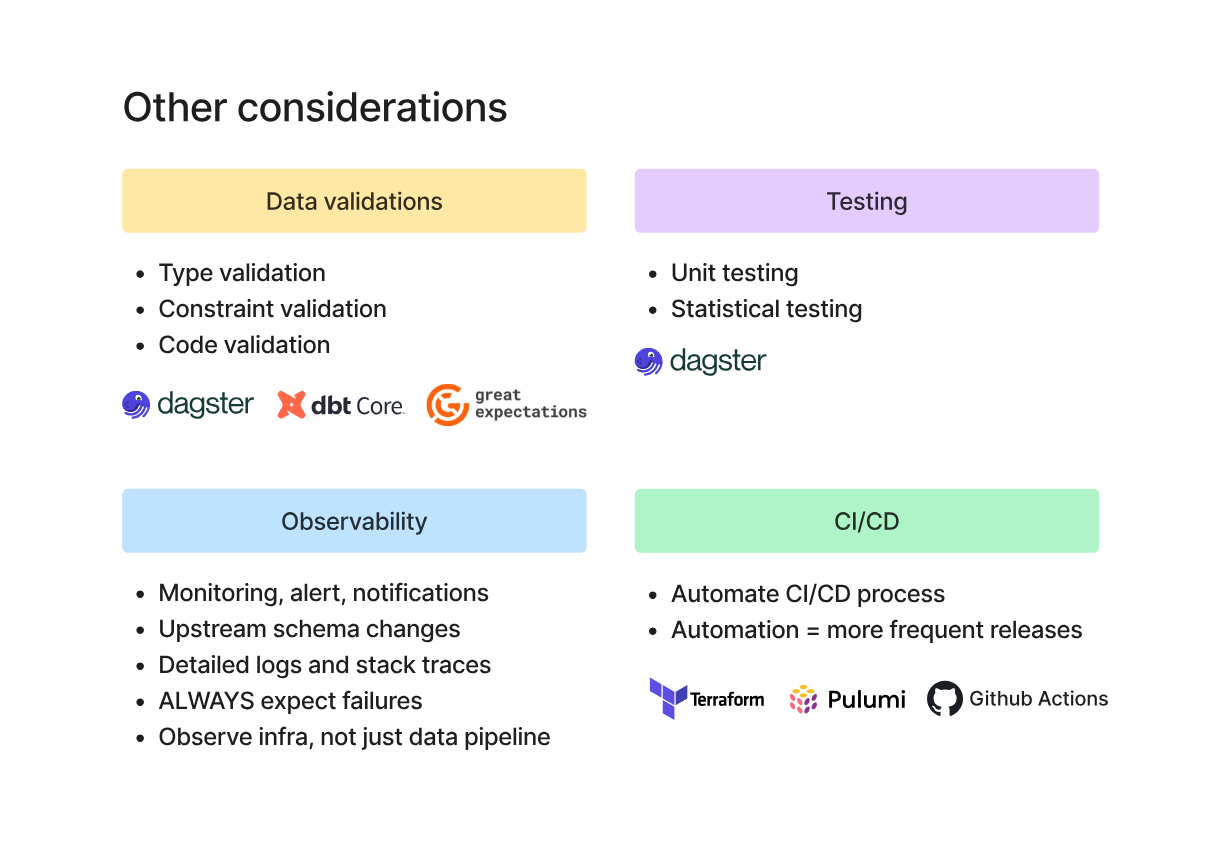 Other considerations
Data validations
• Type validation
• Constraint validation
• Code validation
dagster dbt Core great expectations
Testing
• Unit testing
• Statistical testing
dagster
Observability
• Monitoring, alert, notifications
• Upstream schema changes
• Detailed logs and stack traces
• ALWAYS expect failures
• Observe infra, not just data pipeline
CI/CD
• Automate CI/CD process
• Automation = more frequent releases
Terraform Pulumi Github Actions